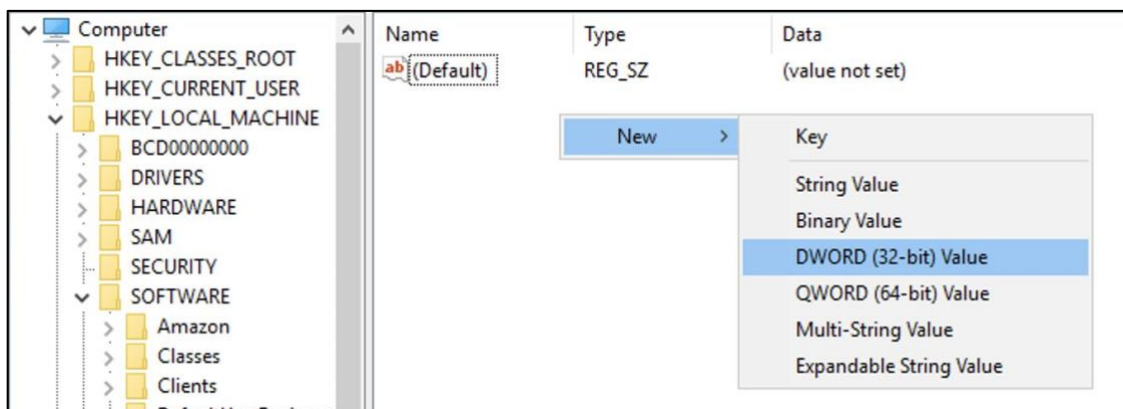 Computer
HKEY_CLASSES_ROOT
HKEY_CURRENT_USER
HKEY_LOCAL_MACHINE
BCD00000000
DRIVERS
HARDWARE
SAM
SECURITY
SOFTWARE
Amazon
Classes
Clients
Name Type Data
ab (Default) REG_SZ (value not set)
New > Key
String Value
Binary Value
DWORD (32-bit) Value
QWORD (64-bit) Value
Multi-String Value
Expandable String Value